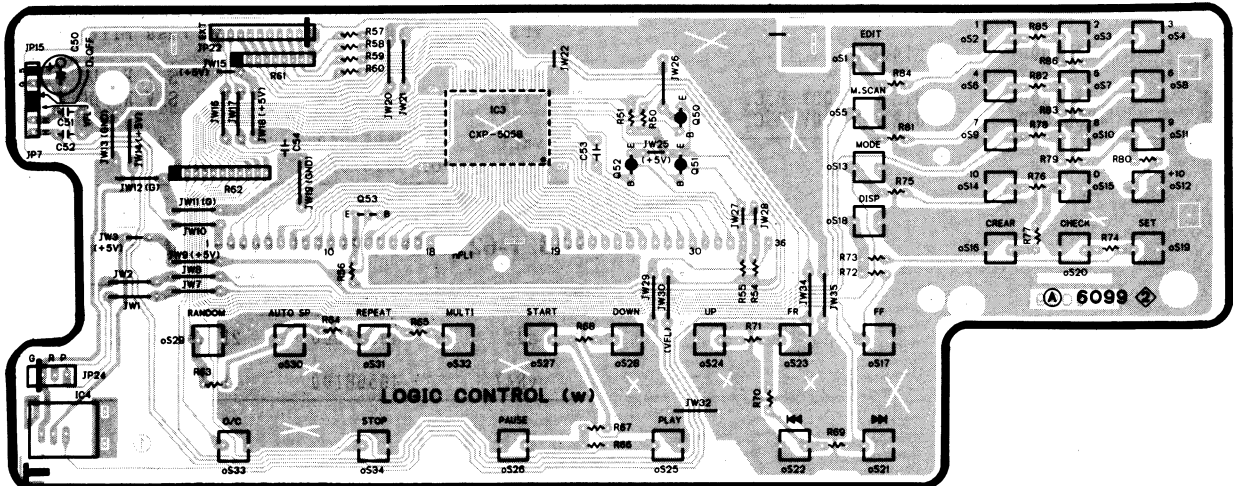 JP15
C50
D.OFF
JP7
C51
C52
EXT
JP22
JW15
(+5V)
R61
R57
R58
R59
R60
JW20
JW21
JW22
JW26
IC3
CXP-5058
R51
R50
Q50
E
B
Q52
E
B
JW25
(+5V)
E
Q51
B
C53
JW16
JW17
JW18(+5V)
C54
JW13(GND)
JW14(+5V)
JW12(G)
R62
JW19(GND)
JW11(G)
JW10
Q53
E
B
JW3
(+5V)
JW9(+5V)
JW2
JW8
JW1
JW7
R56
1
10
18
19
30
36
JW27
JW28
R55
R54
JW29
JW30
(VFL)
JW34
JW35
EDIT
oS1
R84
M.SCAN
oS5
R81
MODE
oS13
R75
DISP
oS18
R73
R72
1
oS2
R85
2
oS3
R86
3
oS4
4
oS6
R82
oS7
R83
oS8
7
oS9
R78
8
oS10
R79
9
oS11
R80
10
oS14
R76
0
oS15
+10
oS12
CREAR
oS16
R77
CHECK
oS20
R74
SET
oS19
A 6099 2
RANDOM
oS29
R63
AUTO SP
oS30
R64
REPEAT
oS31
R65
MULTI
oS32
START
oS27
R68
DOWN
oS28
UP
oS24
R71
FR
oS23
FF
oS17
G R P
JP24
IC4
LOGIC CONTROL (w)
O/C
oS33
STOP
oS34
PAUSE
oS26
R67
R66
PLAY
oS25
JW32
R70
oS22
R69
oS21